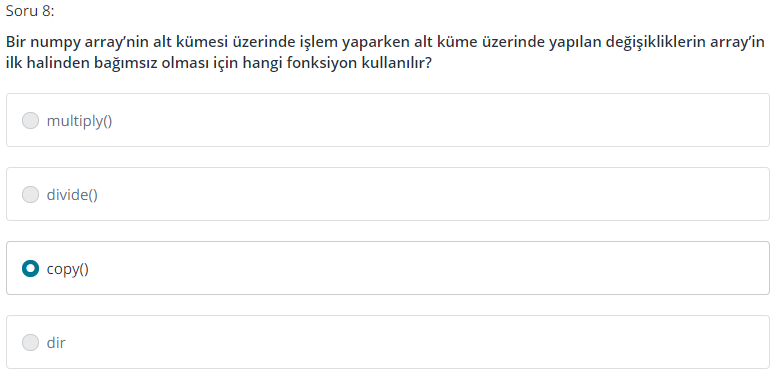 Soru 8:
Bir numpy array’nin alt kümesi üzerinde işlem yaparken alt küme üzerinde yapılan değişikliklerin array’in
ilk halinden bağımsız olması için hangi fonksiyon kullanılır?
multiply()
divide()
copy()
dir